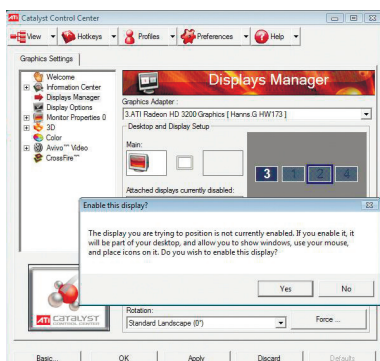 Catalyst Control Center
View Hotkeys Profiles Preferences Help
Graphics Settings
Welcome
Information Center
Displays Manager
Display Options
Monitor Properties 0
3D
Color
Avivo™ Video
CrossFire™
Displays Manager
Graphics Adapter :
3.ATI Radeon HD 3200 Graphics [ Hanns.G HW173 ]
Desktop and Display Setup
Main:
3 1 2 4
Attached displays currently disabled:
Enable this display?
The display you are trying to position is not currently enabled. If you enable it, it
will be part of your desktop, and allow you to show windows, use your mouse,
and place icons on it. Do you wish to enable this display?
Yes No
ATI CATALYST
CONTROL CENTER
Rotation:
Standard Landscape (0°)
Force ...
Basic... OK Apply Discard Defaults